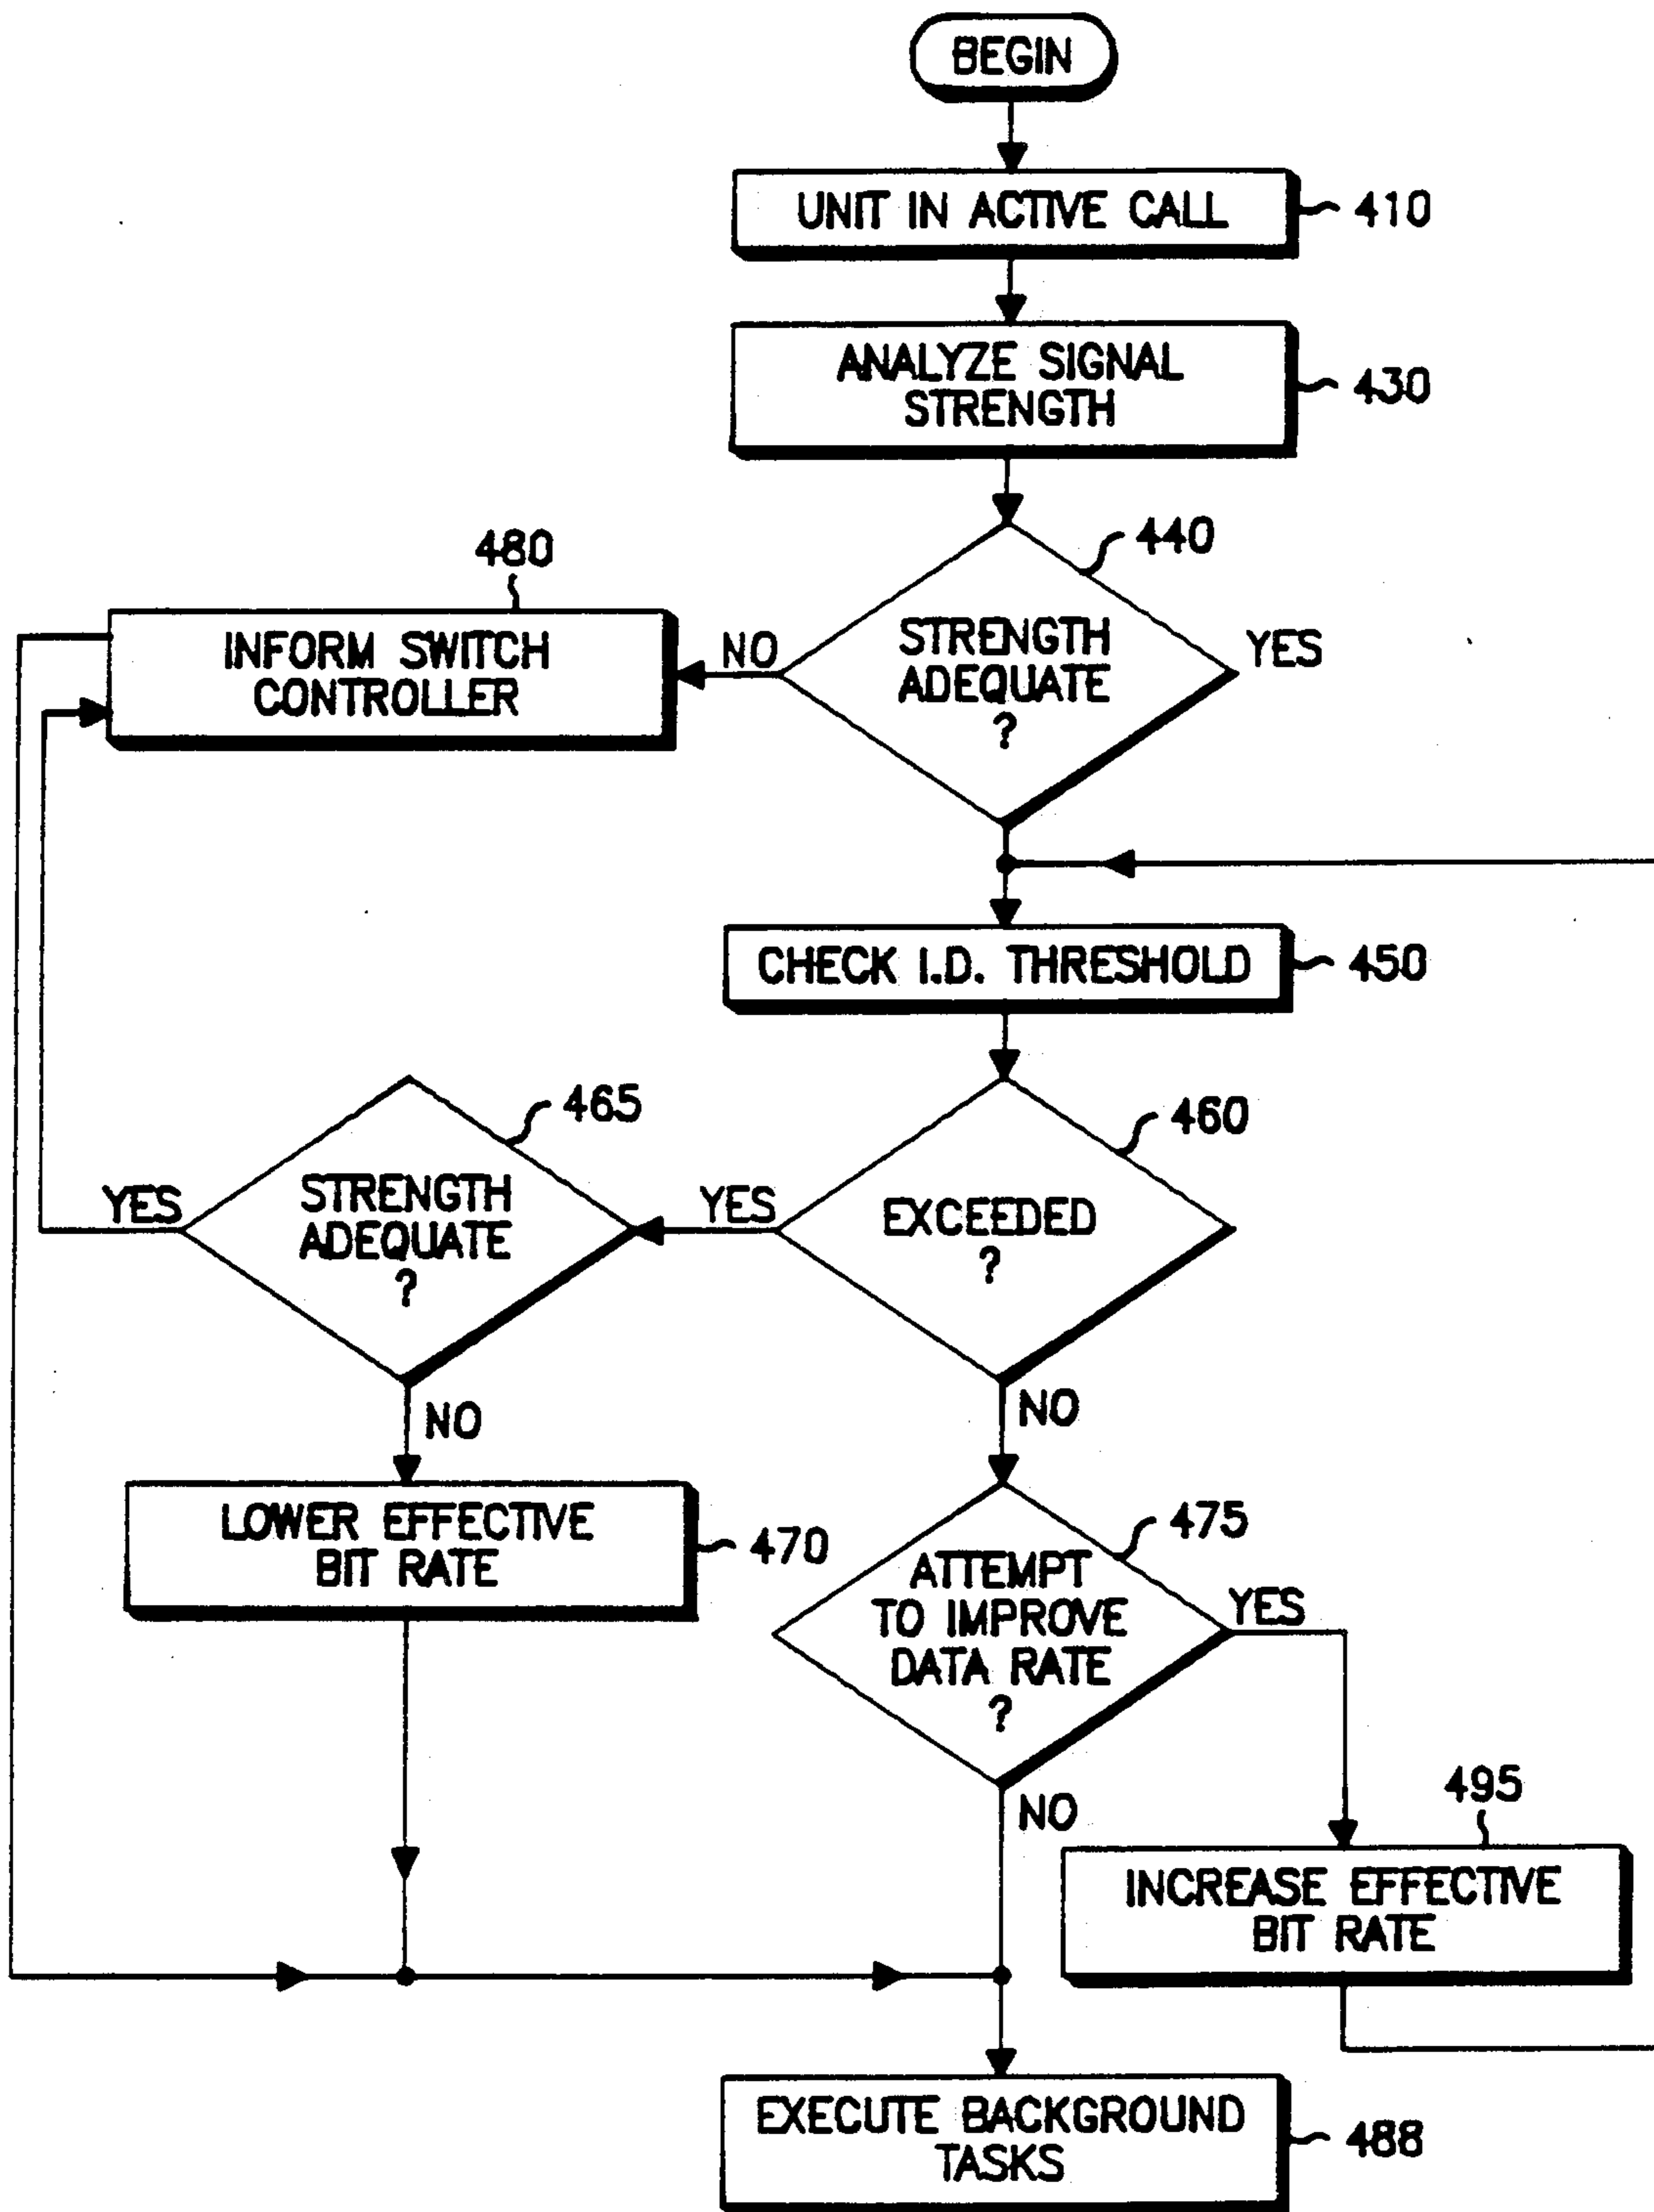 BEGIN
UNIT IN ACTIVE CALL
410
ANALYZE SIGNAL
STRENGTH
430
440
STRENGTH
ADEQUATE
?
NO
YES
480
INFORM SWITCH
CONTROLLER
CHECK I.D. THRESHOLD
450
460
EXCEEDED
?
YES
NO
465
STRENGTH
ADEQUATE
?
YES
NO
LOWER EFFECTIVE
BIT RATE
470
475
ATTEMPT
TO IMPROVE
DATA RATE
?
YES
NO
495
INCREASE EFFECTIVE
BIT RATE
EXECUTE BACKGROUND
TASKS
488